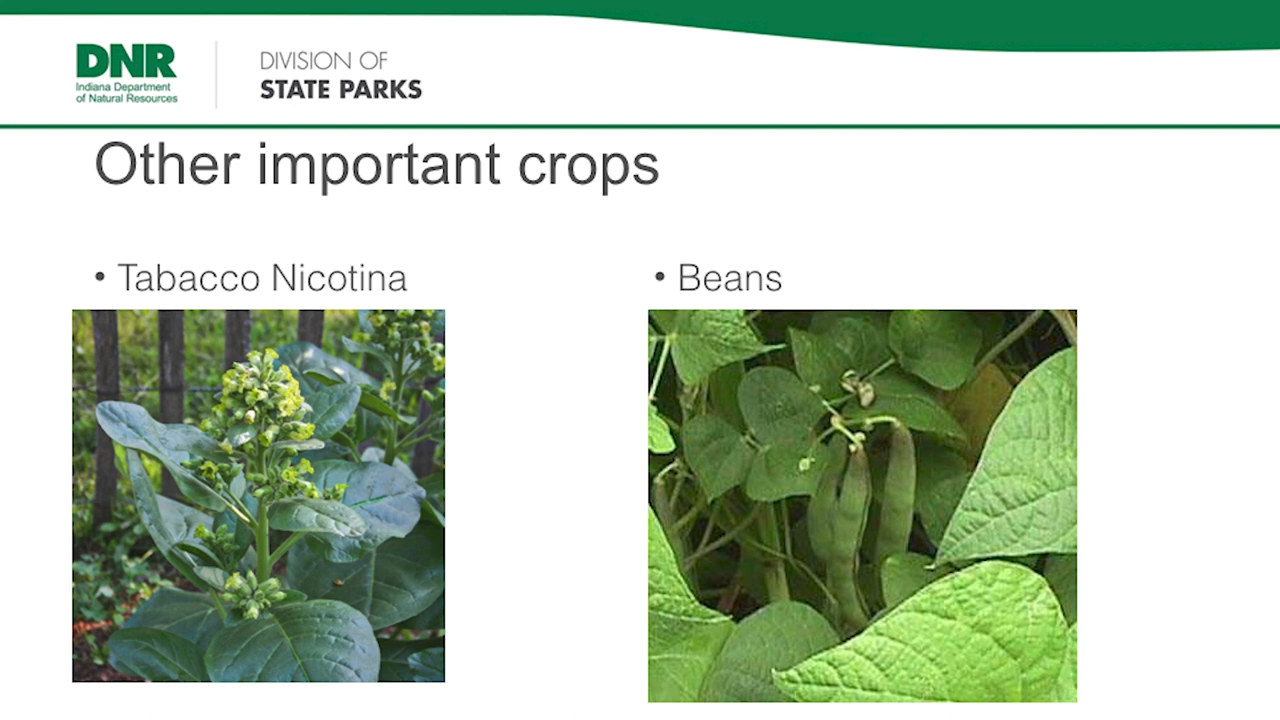 DNR
Indiana Department
of Natural Resources
DIVISION OF
STATE PARKS
Other important crops
• Tabacco Nicotina
• Beans